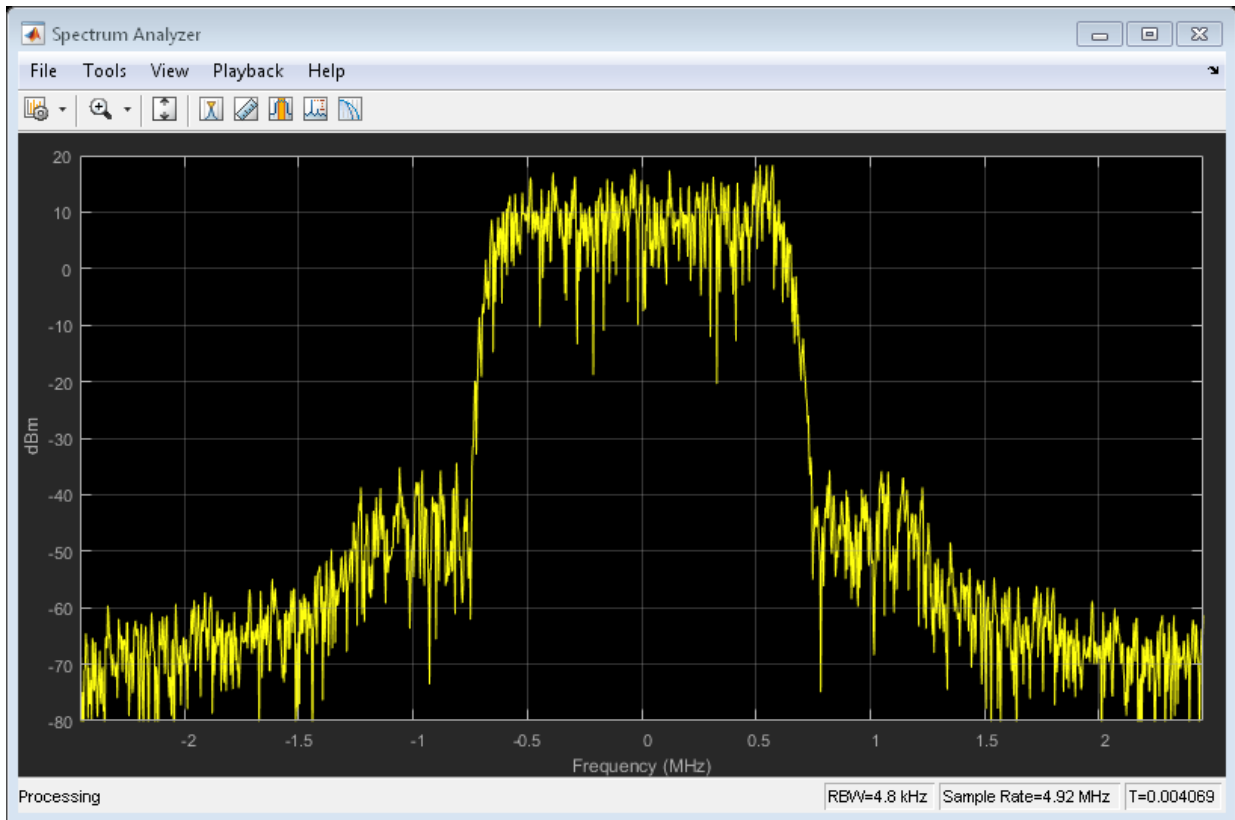 Spectrum Analyzer
File Tools View Playback Help
20
10
0
-10
-20
-30
-40
-50
-60
-70
-80
dBm
-2 -1.5 -1 -0.5 0 0.5 1 1.5 2
Frequency (MHz)
Processing RBW=4.8 kHz Sample Rate=4.92 MHz T=0.004069